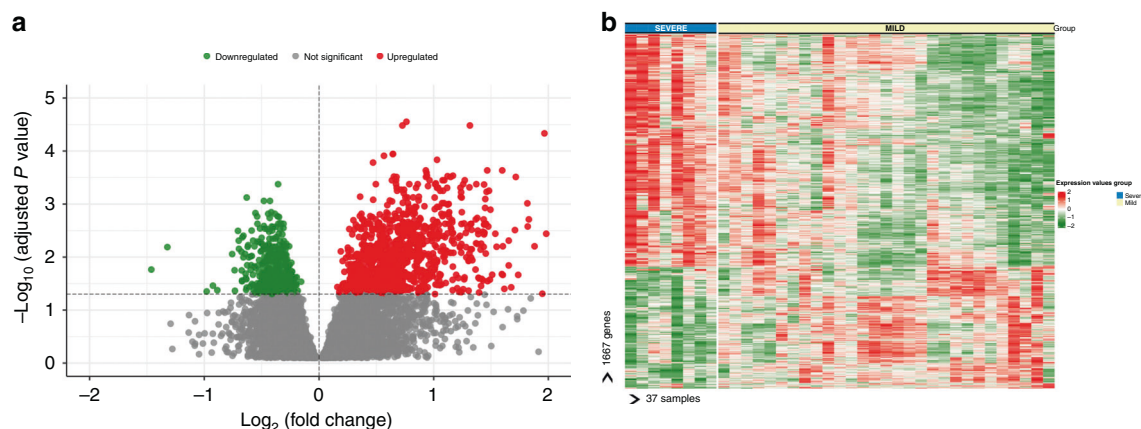 a
Downregulated
Not significant
Upregulated
5
4
3
2
1
0
–Log10 (adjusted P value)
−2
−1
0
1
2
Log2 (fold change)
b
SEVERE
MILD
Group
Expression values group
2
1
0
−1
−2
Sever
Mild
> 1667 genes
> 37 samples